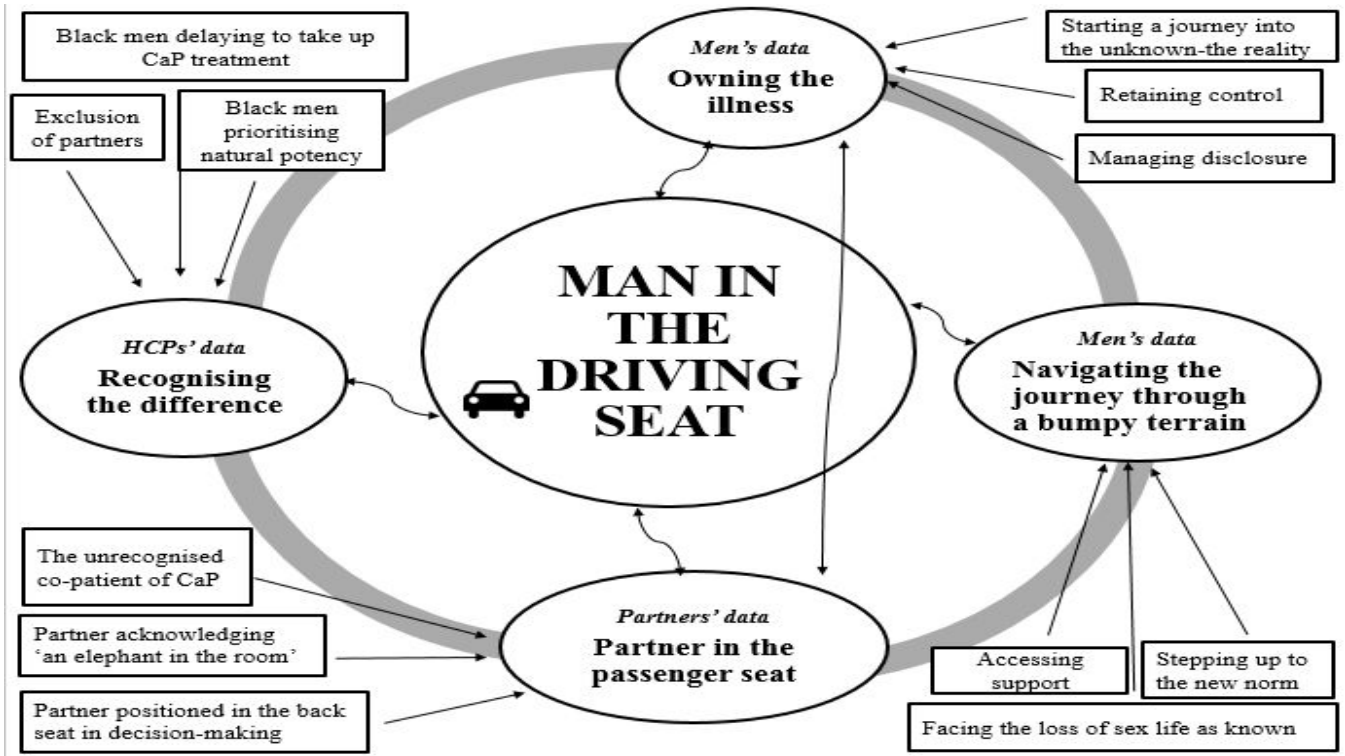 Black men delaying to take up
CaP treatment
Exclusion
of partners
Black men
prioritising
natural potency
Men's data
Owning the
illness
Starting a journey into
the unknown-the reality
Retaining control
Managing disclosure
MAN IN
THE
DRIVING
SEAT
HCPs' data
Recognising
the difference
Men's data
Navigating the
journey through
a bumpy terrain
The unrecognised
co-patient of CaP
Partner acknowledging
'an elephant in the room'
Partner positioned in the back
seat in decision-making
Partners' data
Partner in the
passenger seat
Accessing
support
Stepping up to
the new norm
Facing the loss of sex life as known